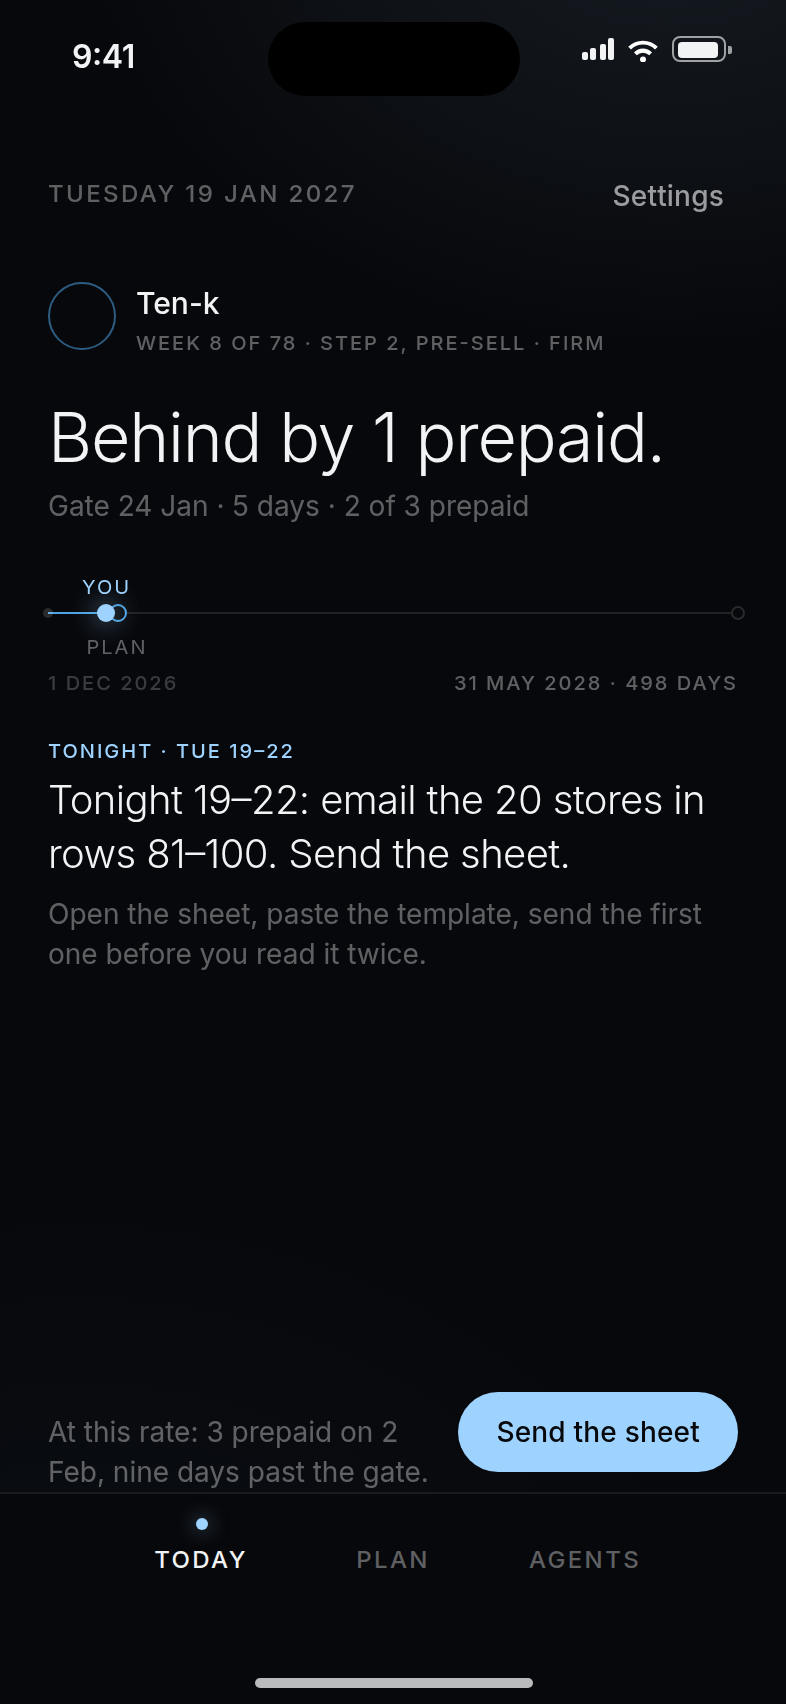 9:41
TUESDAY 19 JAN 2027
Settings
Ten-k
WEEK 8 OF 78 · STEP 2, PRE-SELL · FIRM
Behind by 1 prepaid.
Gate 24 Jan · 5 days · 2 of 3 prepaid
YOU
PLAN
1 DEC 2026
31 MAY 2028 · 498 DAYS
TONIGHT · TUE 19–22
Tonight 19–22: email the 20 stores in
rows 81–100. Send the sheet.
Open the sheet, paste the template, send the first
one before you read it twice.
At this rate: 3 prepaid on 2
Feb, nine days past the gate.
Send the sheet
TODAY
PLAN
AGENTS